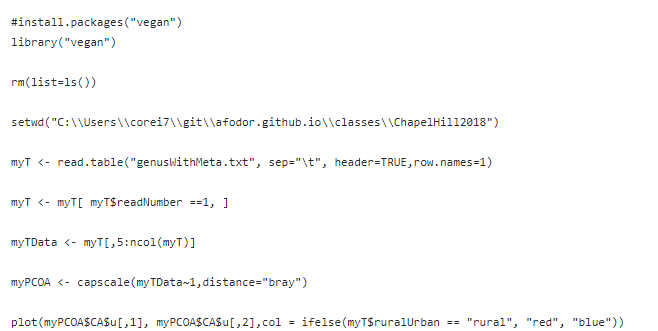 #install.packages("vegan")
library("vegan")
rm(list=ls())
setwd("C:\\Users\\corei7\\git\\afodor.github.io\\classes\\ChapelHill2018")
myT <- read.table("genusWithMeta.txt", sep="\t", header=TRUE,row.names=1)
myT <- myT[ myT$readNumber ==1, ]
myTData <- myT[,5:ncol(myT)]
myPCOA <- capscale(myTData~1,distance="bray")
plot(myPCOA$CA$u[,1], myPCOA$CA$u[,2],col = ifelse(myT$ruralUrban == "rural", "red", "blue"))